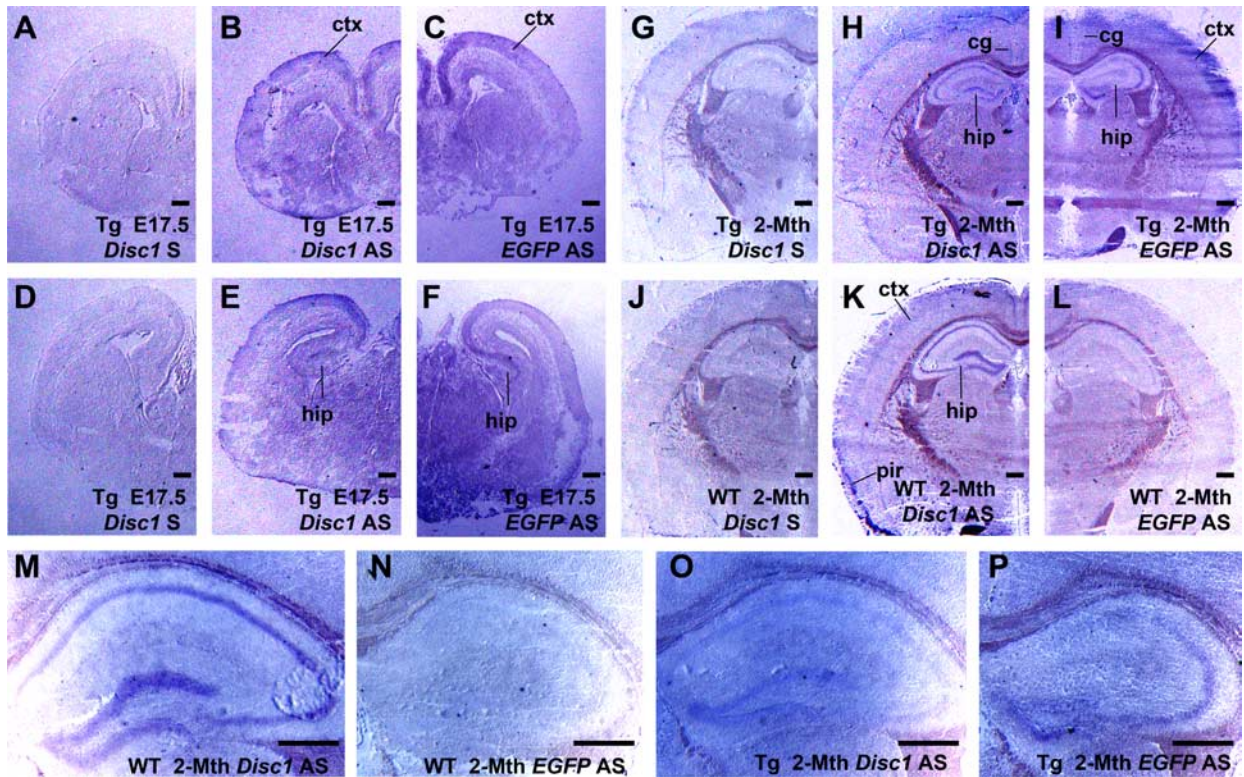 A
Tg E17.5
Disc1 S
B
ctx
Tg E17.5
Disc1 AS
C
ctx
Tg E17.5
EGFP AS
G
Tg 2-Mth
Disc1 S
H
cg
hip
Tg 2-Mth
Disc1 AS
I
cg
ctx
hip
Tg 2-Mth
EGFP AS
D
Tg E17.5
Disc1 S
E
hip
Tg E17.5
Disc1 AS
F
hip
Tg E17.5
EGFP AS
J
WT 2-Mth
Disc1 S
K
ctx
hip
pir
WT 2-Mth
Disc1 AS
L
WT 2-Mth
EGFP AS
M
WT 2-Mth Disc1 AS
N
WT 2-Mth EGFP AS
O
Tg 2-Mth Disc1 AS
P
Tg 2-Mth EGFP AS